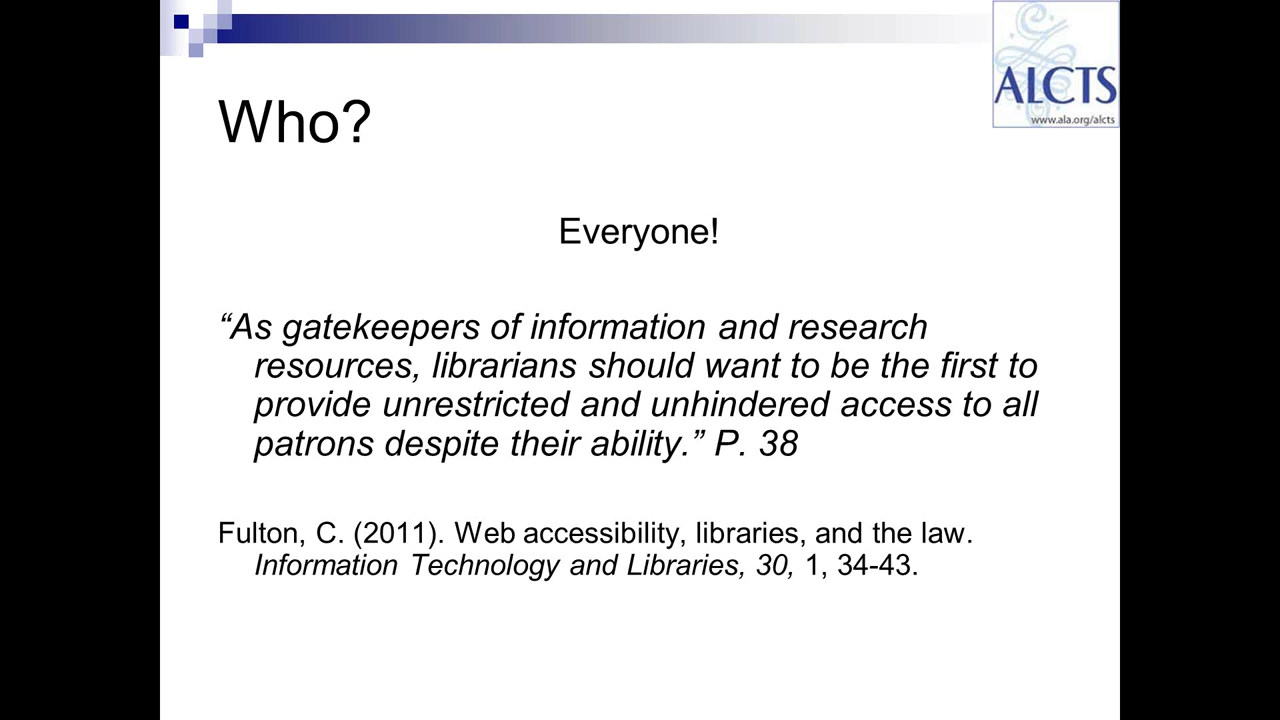 ALCTS
www.ala.org/alcts
Who?
Everyone!
“As gatekeepers of information and research
resources, librarians should want to be the first to
provide unrestricted and unhindered access to all
patrons despite their ability.” P. 38
Fulton, C. (2011). Web accessibility, libraries, and the law.
Information Technology and Libraries, 30, 1, 34-43.